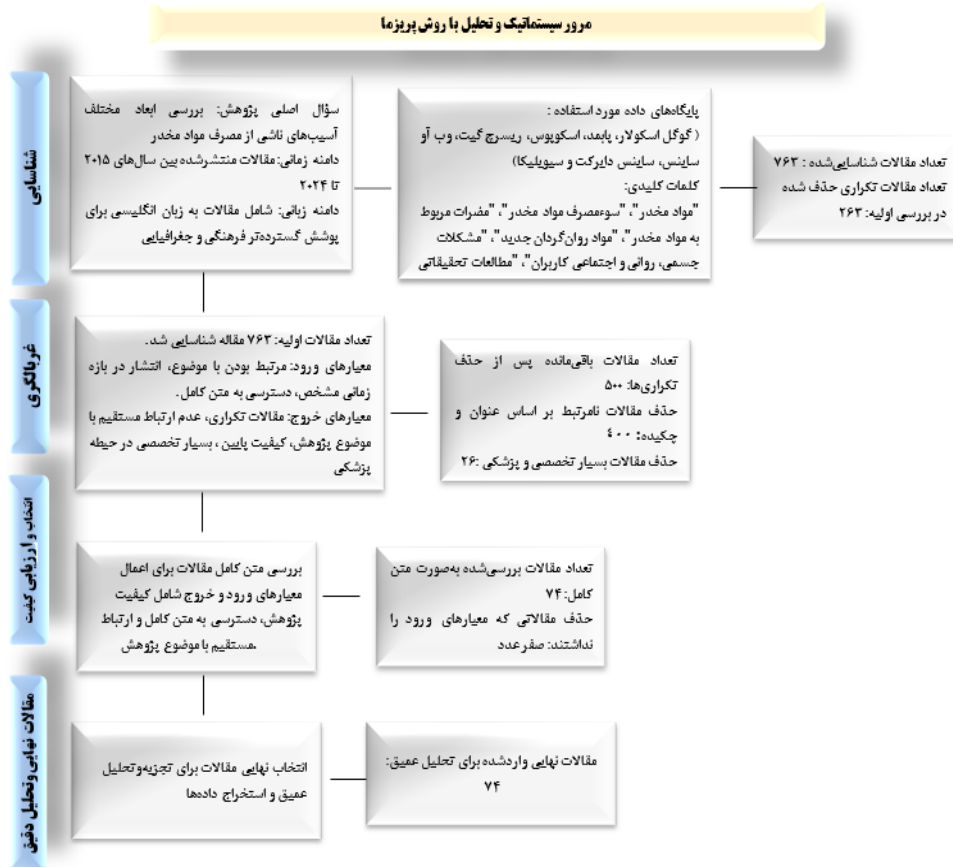 مرور سیستماتیک و تحلیل با روش پریزما
شناسایی
سؤال اصلی پژوهش: بررسی ابعاد مختلف
آسیب‌های ناشی از مصرف مواد مخدر
دامنه زمانی: مقالات منتشرشده بین سال‌های ۲۰۱۵
تا ۲۰۲۴
دامنه زبانی: شامل مقالات به زبان انگلیسی برای
پوشش گسترده‌تر فرهنگی و جغرافیایی
پایگاه‌های داده مورد استفاده :
( گوگل اسکولار، پابمد، اسکوپوس، ریسرچ گیت، وب آو
ساینس، ساینس دایرکت و سیویلیکا)
کلمات کلیدی:
"مواد مخدر"، "سوءمصرف مواد مخدر"، "مضرات مربوط
به مواد مخدر"، "مواد روان‌گردان جدید"، "مشکلات
جسمی، روانی و اجتماعی کاربران"، "مطالعات تحقیقاتی
تعداد مقالات شناسایی‌شده : ۷۶۳
تعداد مقالات تکراری حذف شده
در بررسی اولیه: ۲۶۳
غربالگری
تعداد مقالات اولیه: ۷۶۳ مقاله شناسایی شد.
معیارهای ورود: مرتبط بودن با موضوع، انتشار در بازه
زمانی مشخص، دسترسی به متن کامل.
معیارهای خروج: مقالات تکراری، عدم ارتباط مستقیم با
موضوع پژوهش، کیفیت پایین ، بسیار تخصصی در حیطه
پزشکی
تعداد مقالات باقی‌مانده پس از حذف
تکراری‌ها: ۵۰۰
حذف مقالات نامرتبط بر اساس عنوان و
چکیده: ٤٠٠
حذف مقالات بسیار تخصصی و پزشکی :۲۶
انتخاب و ارزیابی کیفیت
بررسی متن کامل مقالات برای اعمال
معیارهای ورود و خروج شامل کیفیت
پژوهش، دسترسی به متن کامل و ارتباط
.مستقیم با موضوع پژوهش
تعداد مقالات بررسی‌شده به‌صورت متن
کامل: ۷۴
حذف مقالاتی که معیارهای ورود را
نداشتند: صفر عدد
مقالات نهایی و تحلیل دقیق
انتخاب نهایی مقالات برای تجزیه‌وتحلیل
عمیق و استخراج داده‌ها
مقالات نهایی واردشده برای تحلیل عمیق:
۷۴